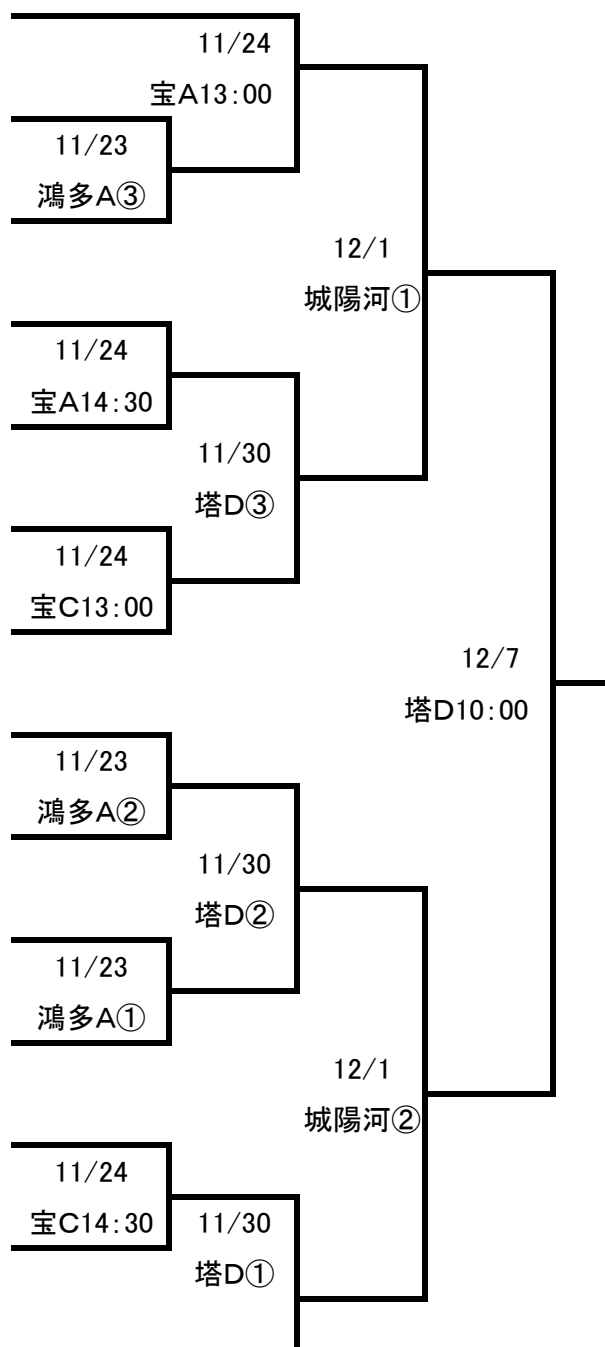 11/24
宝A13:00
11/23
鴻多A③
12/1
城陽河①
11/24
宝A14:30
11/30
塔D③
11/24
宝C13:00
12/7
塔D10:00
11/23
鴻多A②
11/30
塔D②
11/23
鴻多A①
12/1
城陽河②
11/24
宝C14:30
11/30
塔D①